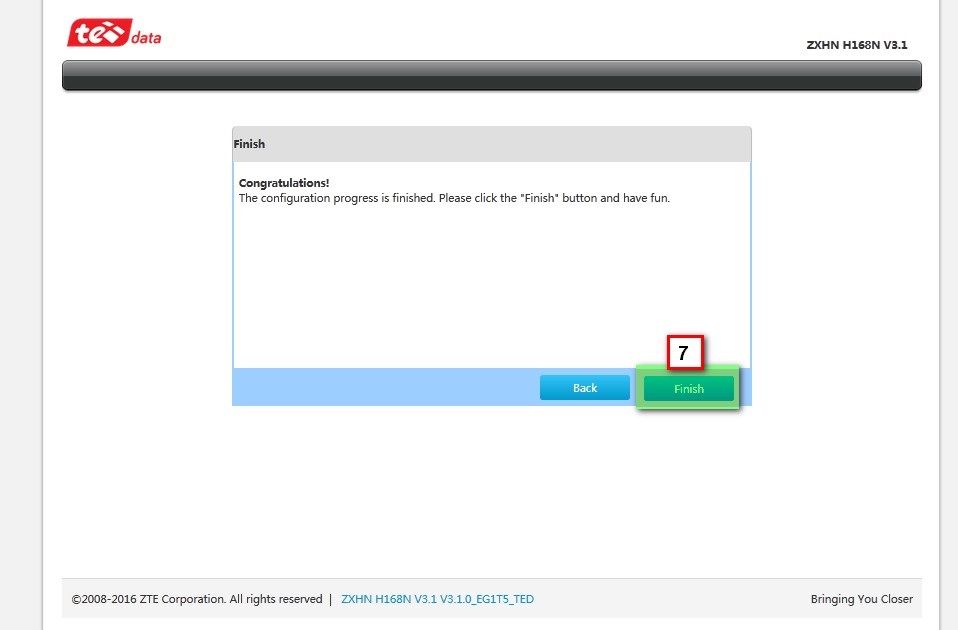 te data
ZXHN H168N V3.1
Finish
Congratulations!
The configuration progress is finished. Please click the "Finish" button and have fun.
7
Back
Finish
©2008-2016 ZTE Corporation. All rights reserved | ZXHN H168N V3.1 V3.1.0_EG1T5_TED
Bringing You Closer